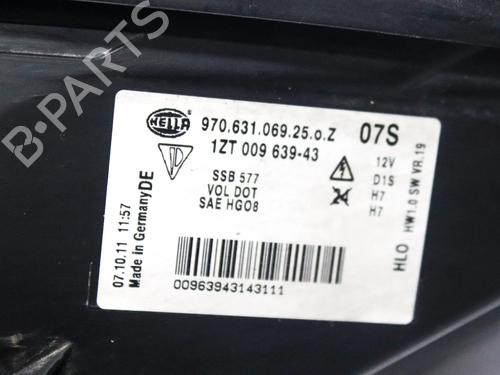 B-PARTS
HELLA
970.631.069.25.o.Z 07S
1ZT 009 639-43
SSB 577
VOL DOT
SAE HG08
12V
D1S
H7
24 H7
HLO HW1.0 SW VR.19
07.10.11 11:57
Made in Germany DE
00963943143111